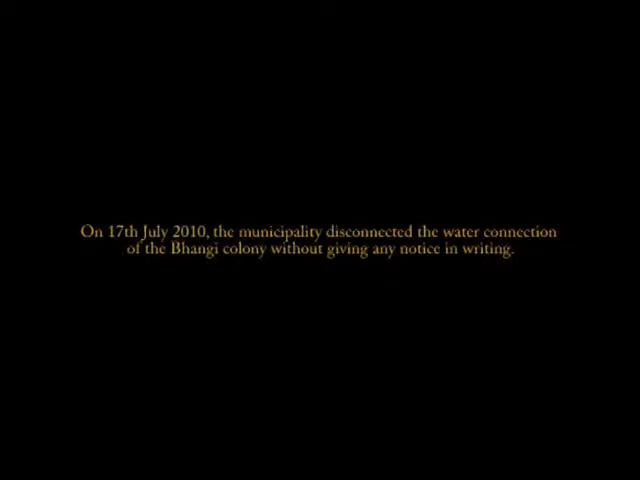 On 17th July 2010, the municipality disconnected the water connection
of the Bhangi colony without giving any notice in writing.